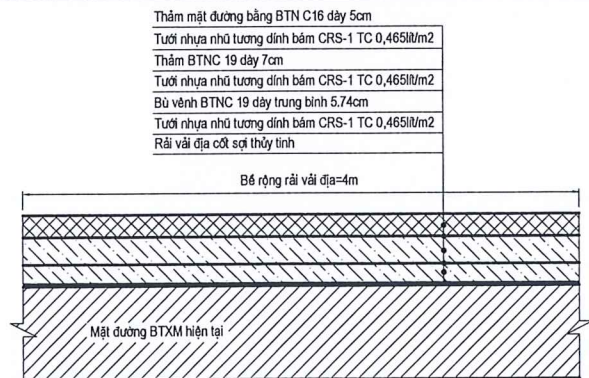 Thảm mặt đường bằng BTN C16 dày 5cm
Tưới nhựa nhũ tương dính bám CRS-1 TC 0,465lít/m2
Thảm BTNC 19 dày 7cm
Tưới nhựa nhũ tương dính bám CRS-1 TC 0,465lít/m2
Bù vênh BTNC 19 dày trung bình 5.74cm
Tưới nhựa nhũ tương dính bám CRS-1 TC 0,465lít/m2
Rải vải địa cốt sợi thủy tinh
Bề rộng rải vải địa=4m
Mặt đường BTXM hiện tại